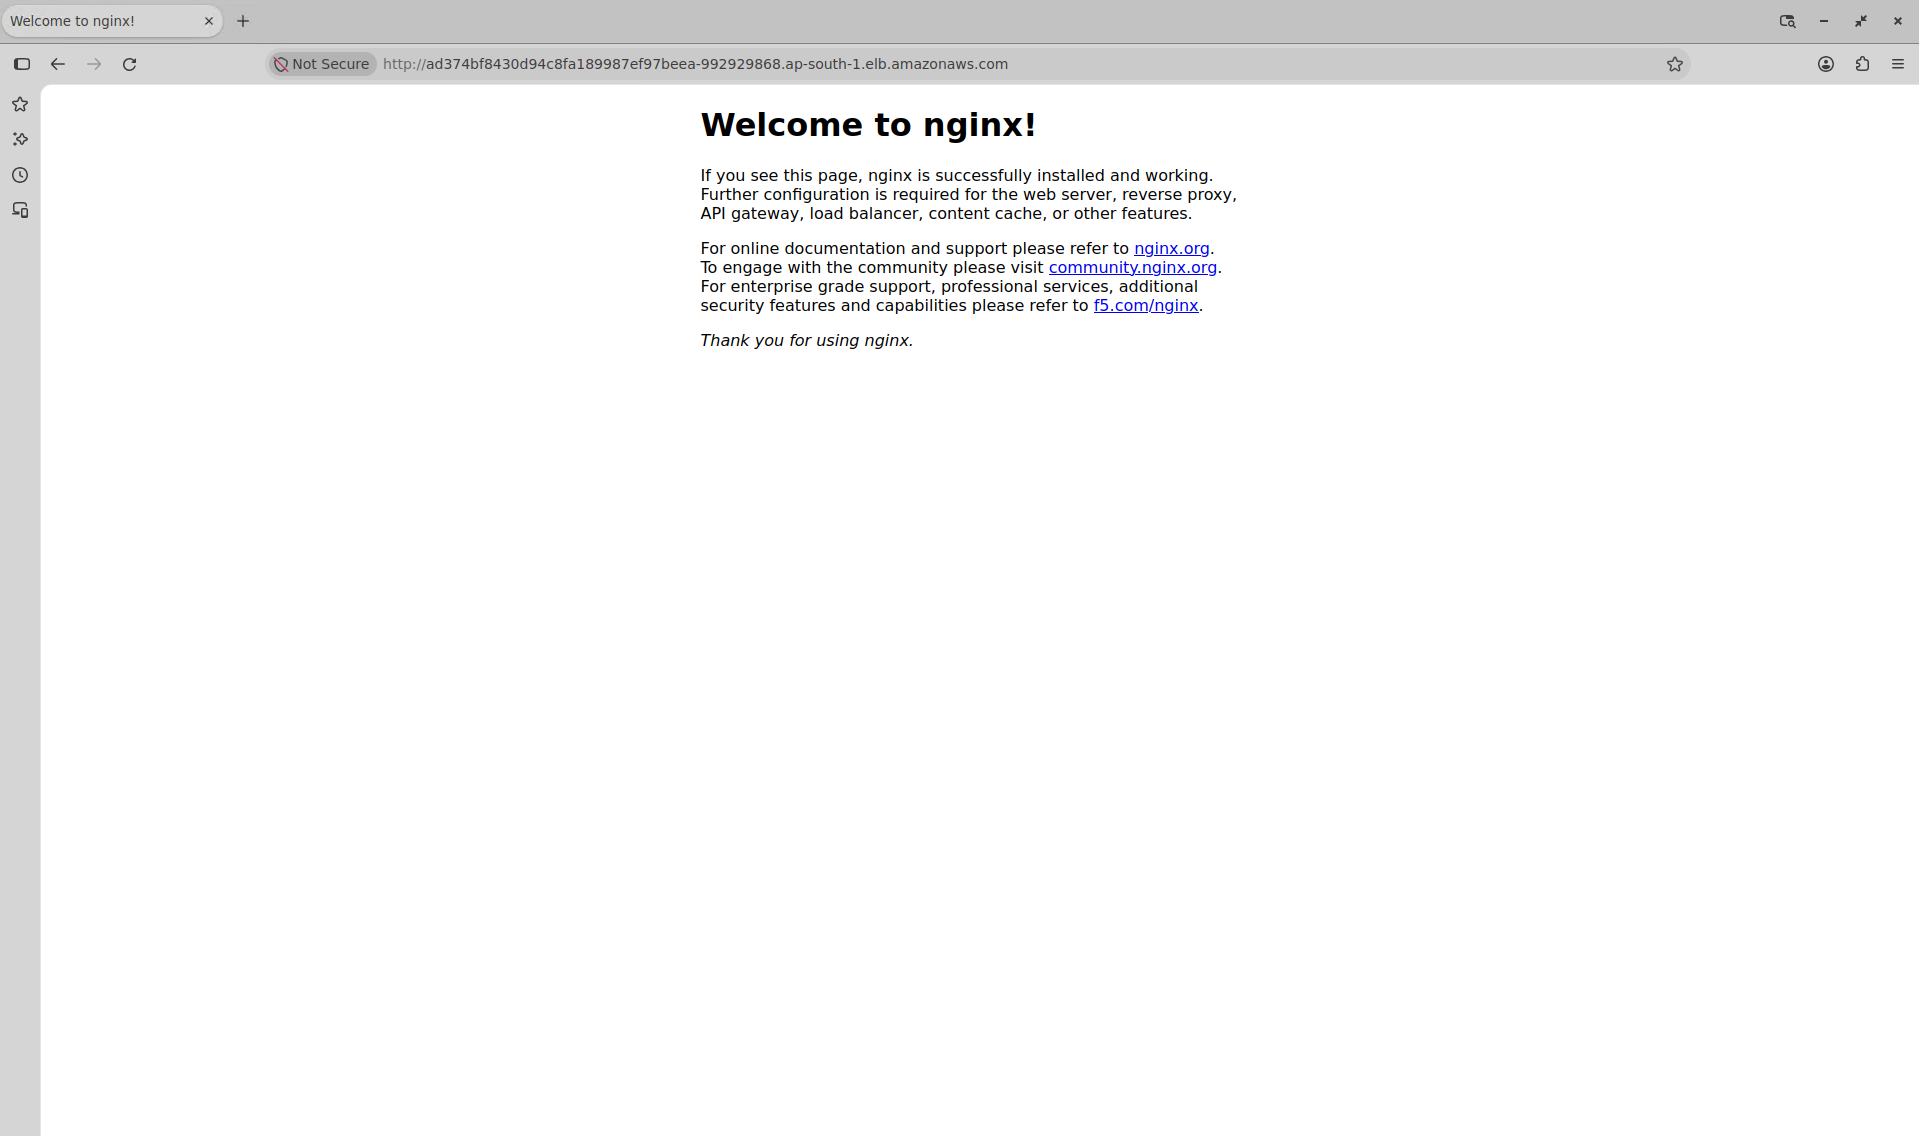 Welcome to nginx!
Not Secure http://ad374bf8430d94c8fa189987ef97beea-992929868.ap-south-1.elb.amazonaws.com
Welcome to nginx!
If you see this page, nginx is successfully installed and working.
Further configuration is required for the web server, reverse proxy,
API gateway, load balancer, content cache, or other features.
For online documentation and support please refer to nginx.org.
To engage with the community please visit community.nginx.org.
For enterprise grade support, professional services, additional
security features and capabilities please refer to f5.com/nginx.
Thank you for using nginx.